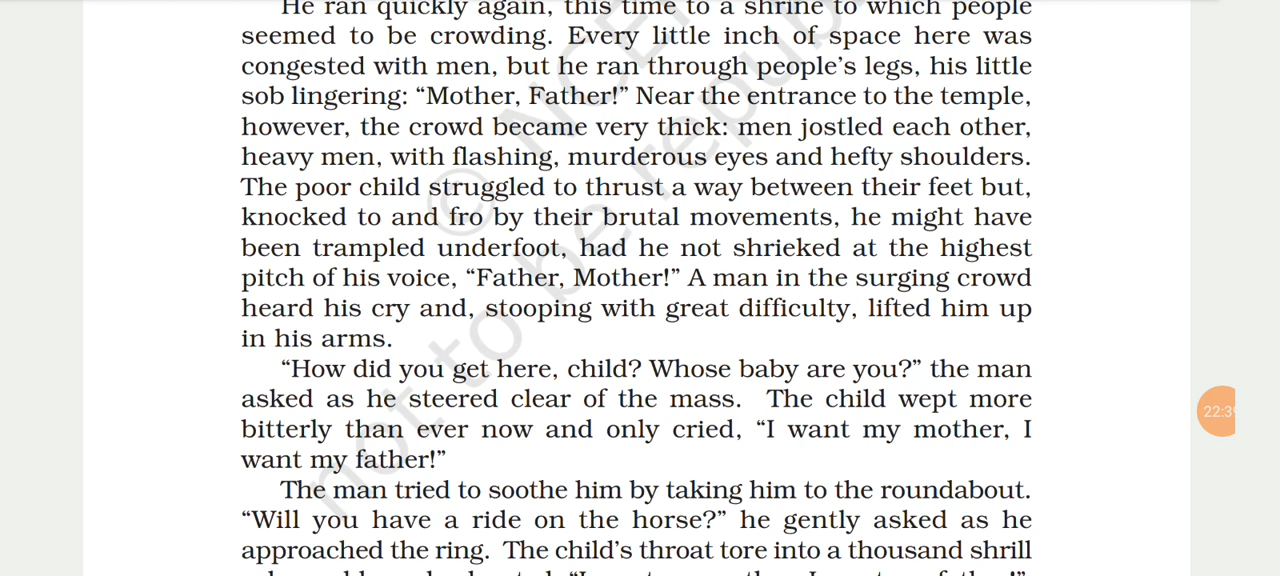 He ran quickly again, this time to a shrine to which people
seemed to be crowding. Every little inch of space here was
congested with men, but he ran through people’s legs, his little
sob lingering: “Mother, Father!” Near the entrance to the temple,
however, the crowd became very thick: men jostled each other,
heavy men, with flashing, murderous eyes and hefty shoulders.
The poor child struggled to thrust a way between their feet but,
knocked to and fro by their brutal movements, he might have
been trampled underfoot, had he not shrieked at the highest
pitch of his voice, “Father, Mother!” A man in the surging crowd
heard his cry and, stooping with great difficulty, lifted him up
in his arms.
“How did you get here, child? Whose baby are you?” the man
asked as he steered clear of the mass. The child wept more
bitterly than ever now and only cried, “I want my mother, I
want my father!”
The man tried to soothe him by taking him to the roundabout.
“Will you have a ride on the horse?” he gently asked as he
approached the ring. The child’s throat tore into a thousand shrill
© NCE
not to be republ
22:3